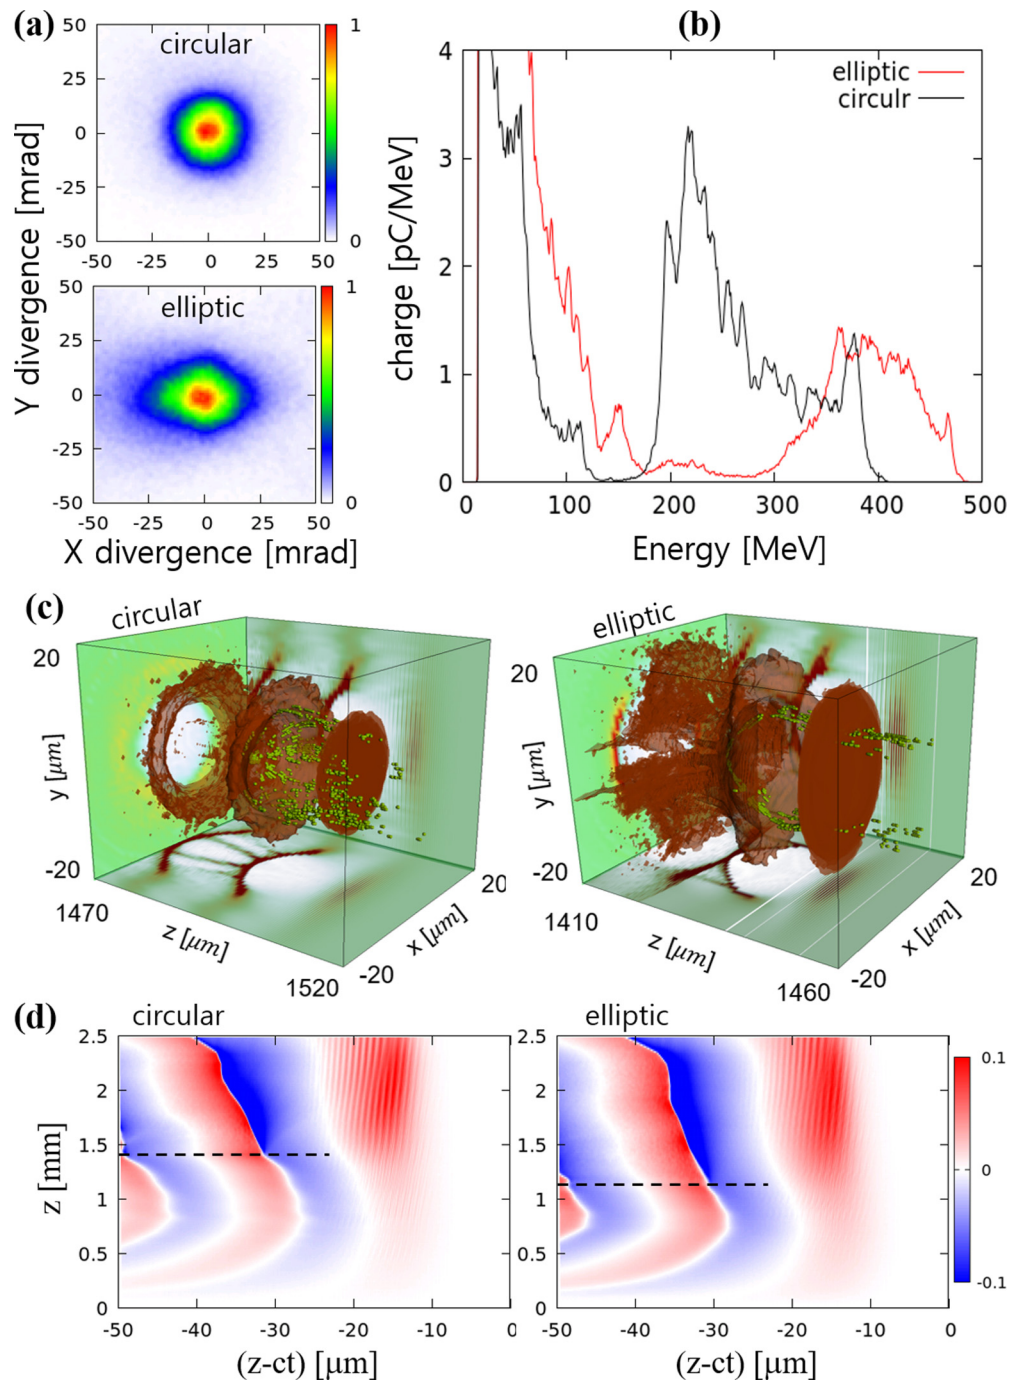 (a)
50
25
0
-25
-50
circular
1
0
-50
-25
0
25
50
50
25
0
-25
-50
elliptic
1
0
-50
-25
0
25
50
Y divergence [mrad]
X divergence [mrad]
(b)
4
3
2
1
0
charge [pC/MeV]
elliptic
circulr
0
100
200
300
400
500
Energy [MeV]
(c)
circular
20
y [μm]
-20
1470
z [μm]
1520
-20
x [μm]
20
elliptic
20
y [μm]
-20
1410
z [μm]
1460
-20
x [μm]
20
(d)
circular
2.5
2
1.5
1
0.5
0
z [mm]
-50
-40
-30
-20
-10
0
(z-ct) [μm]
elliptic
2.5
2
1.5
1
0.5
0
-50
-40
-30
-20
-10
0
(z-ct) [μm]
0.1
0
-0.1